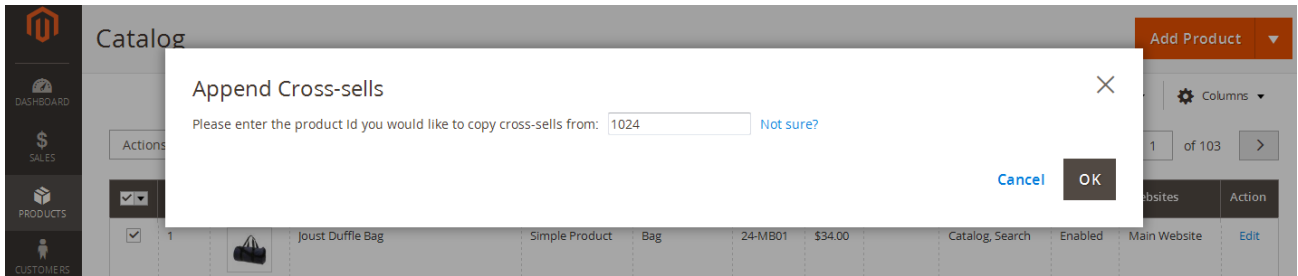 Catalog
Add Product
DASHBOARD
Append Cross-sells
Columns
Please enter the product Id you would like to copy cross-sells from: 1024 Not sure?
$
SALES
Actions
1 of 103
Cancel OK
PRODUCTS
Websites Action
1 Joust Duffle Bag Simple Product Bag 24-MB01 $34.00 Catalog, Search Enabled Main Website Edit
CUSTOMERS